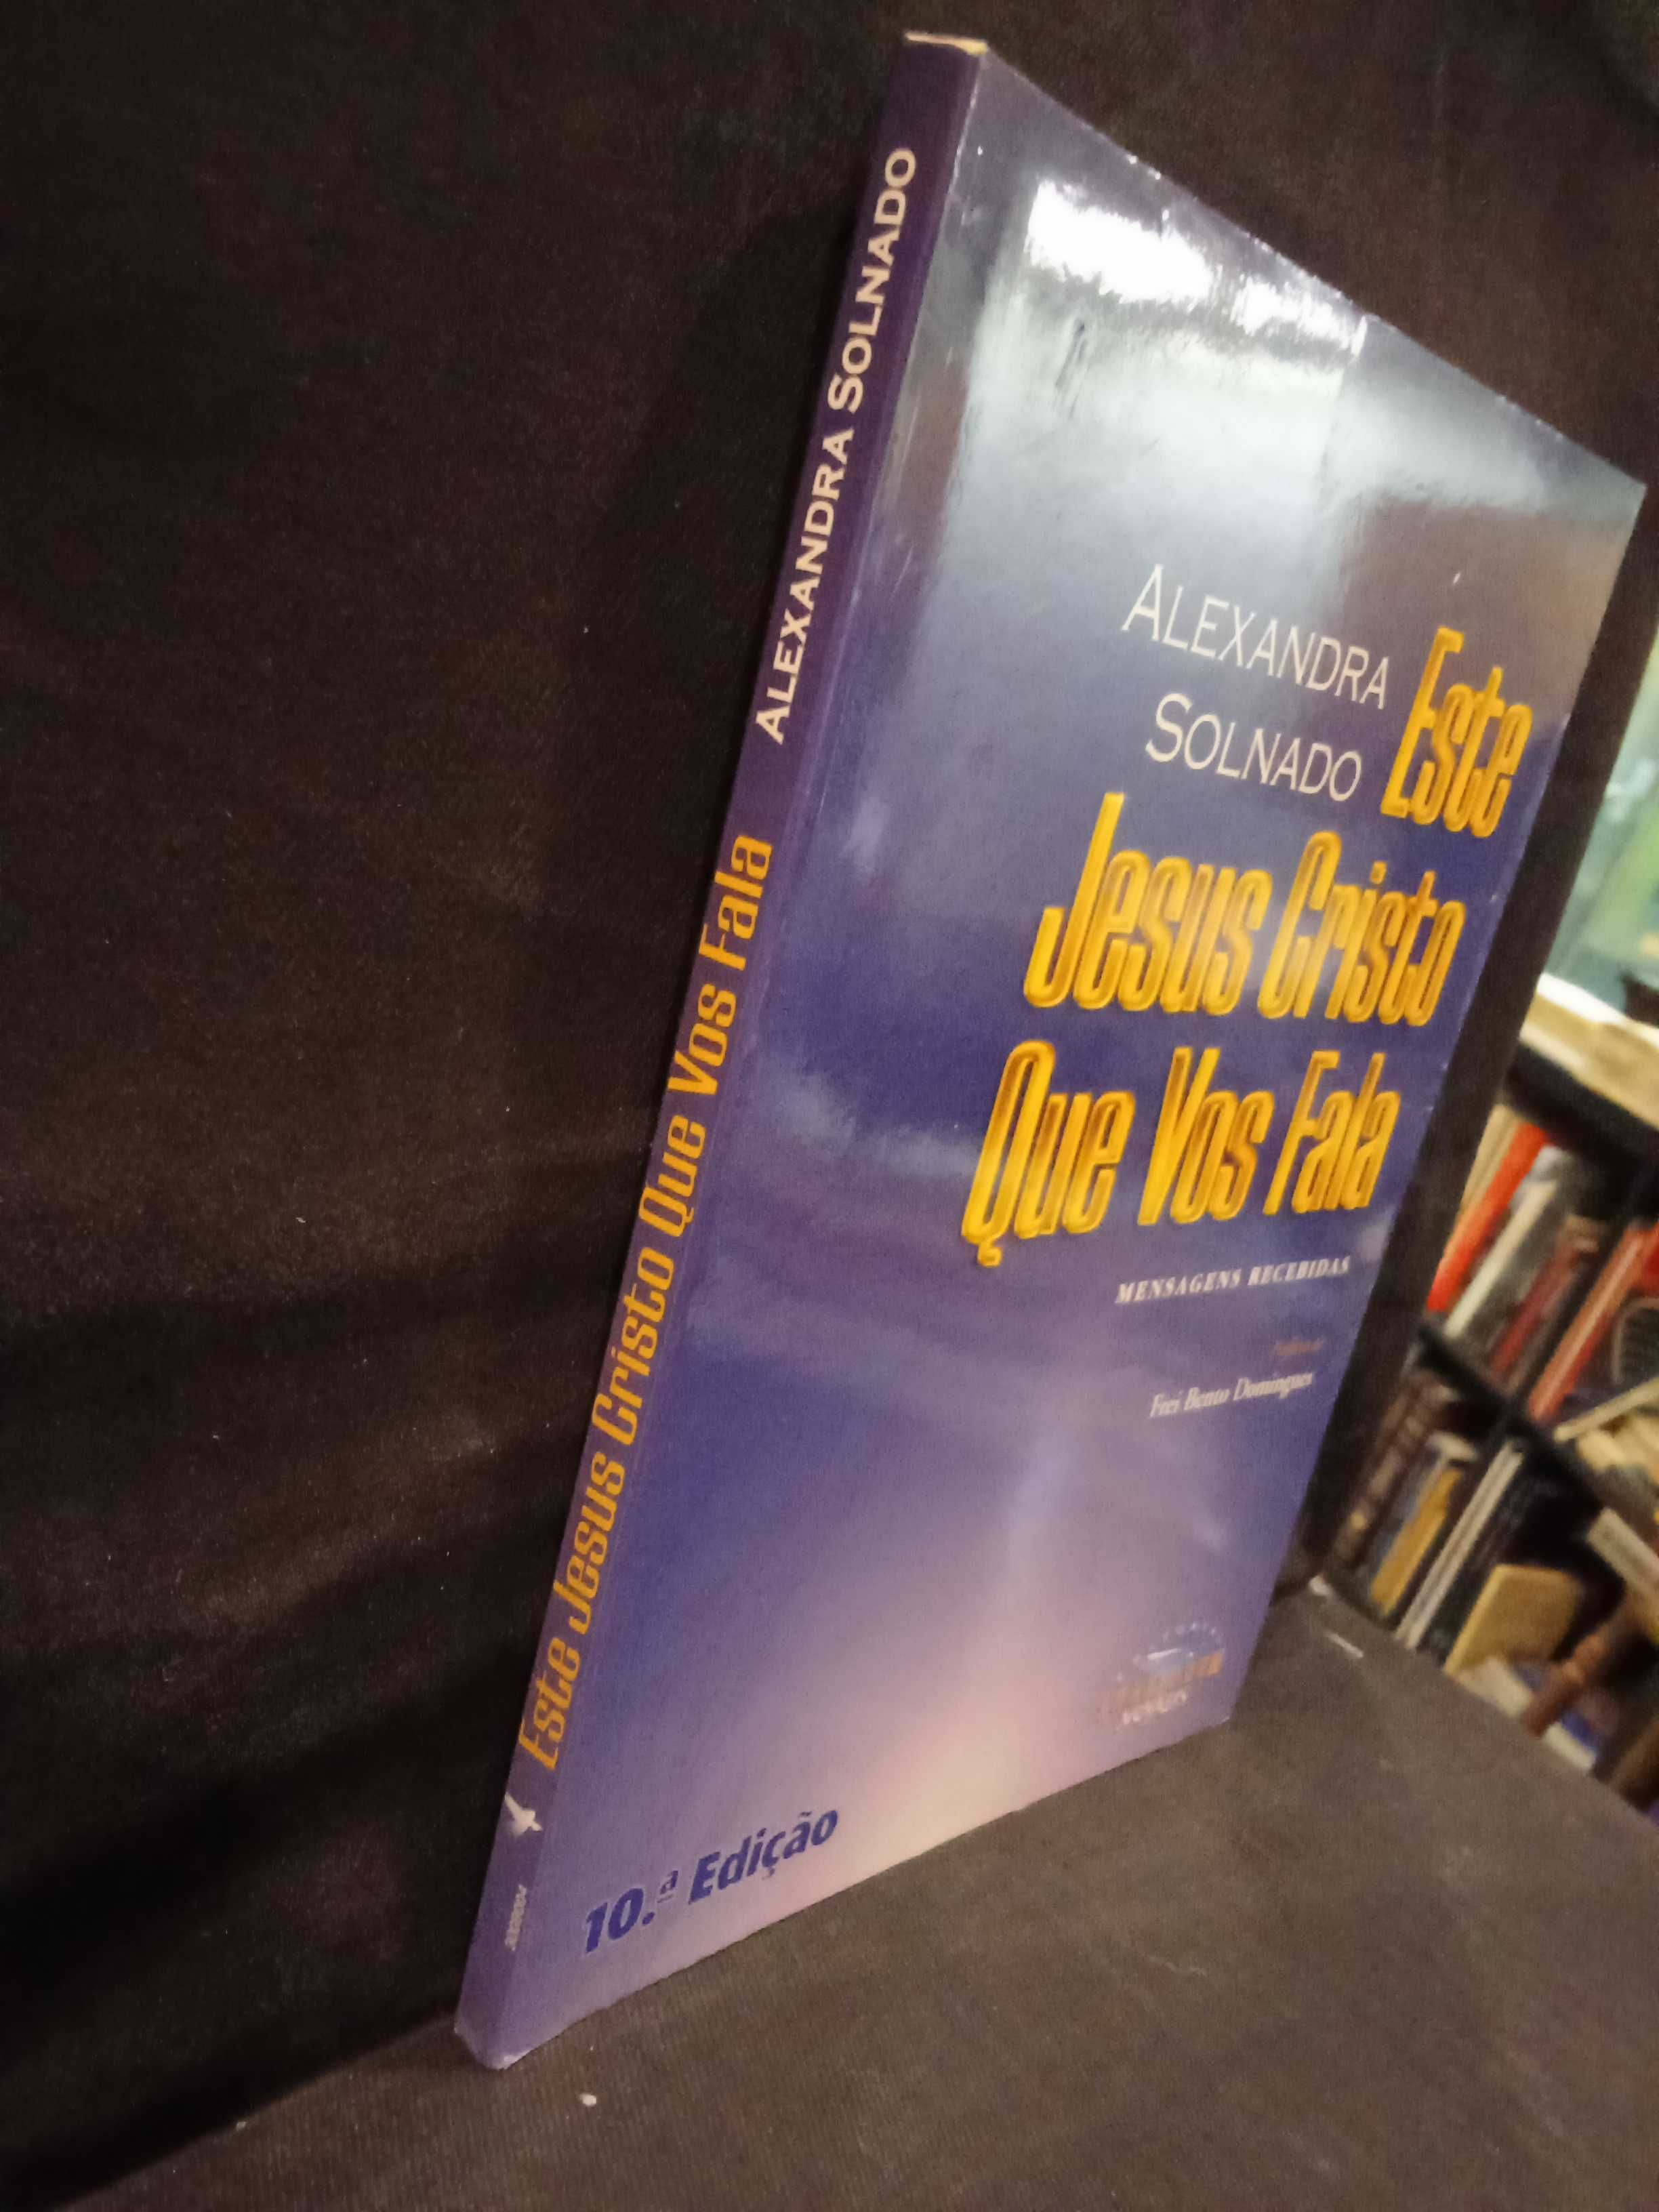 ALEXANDRA SOLNADO
Este Jesus Cristo Que Vos Fala
ALEXANDRA
SOLNADO
Este
Jesus Cristo
Que Vos Fala
MENSAGENS RECEBIDAS
Frei Bento Domingues
10.ª Edição